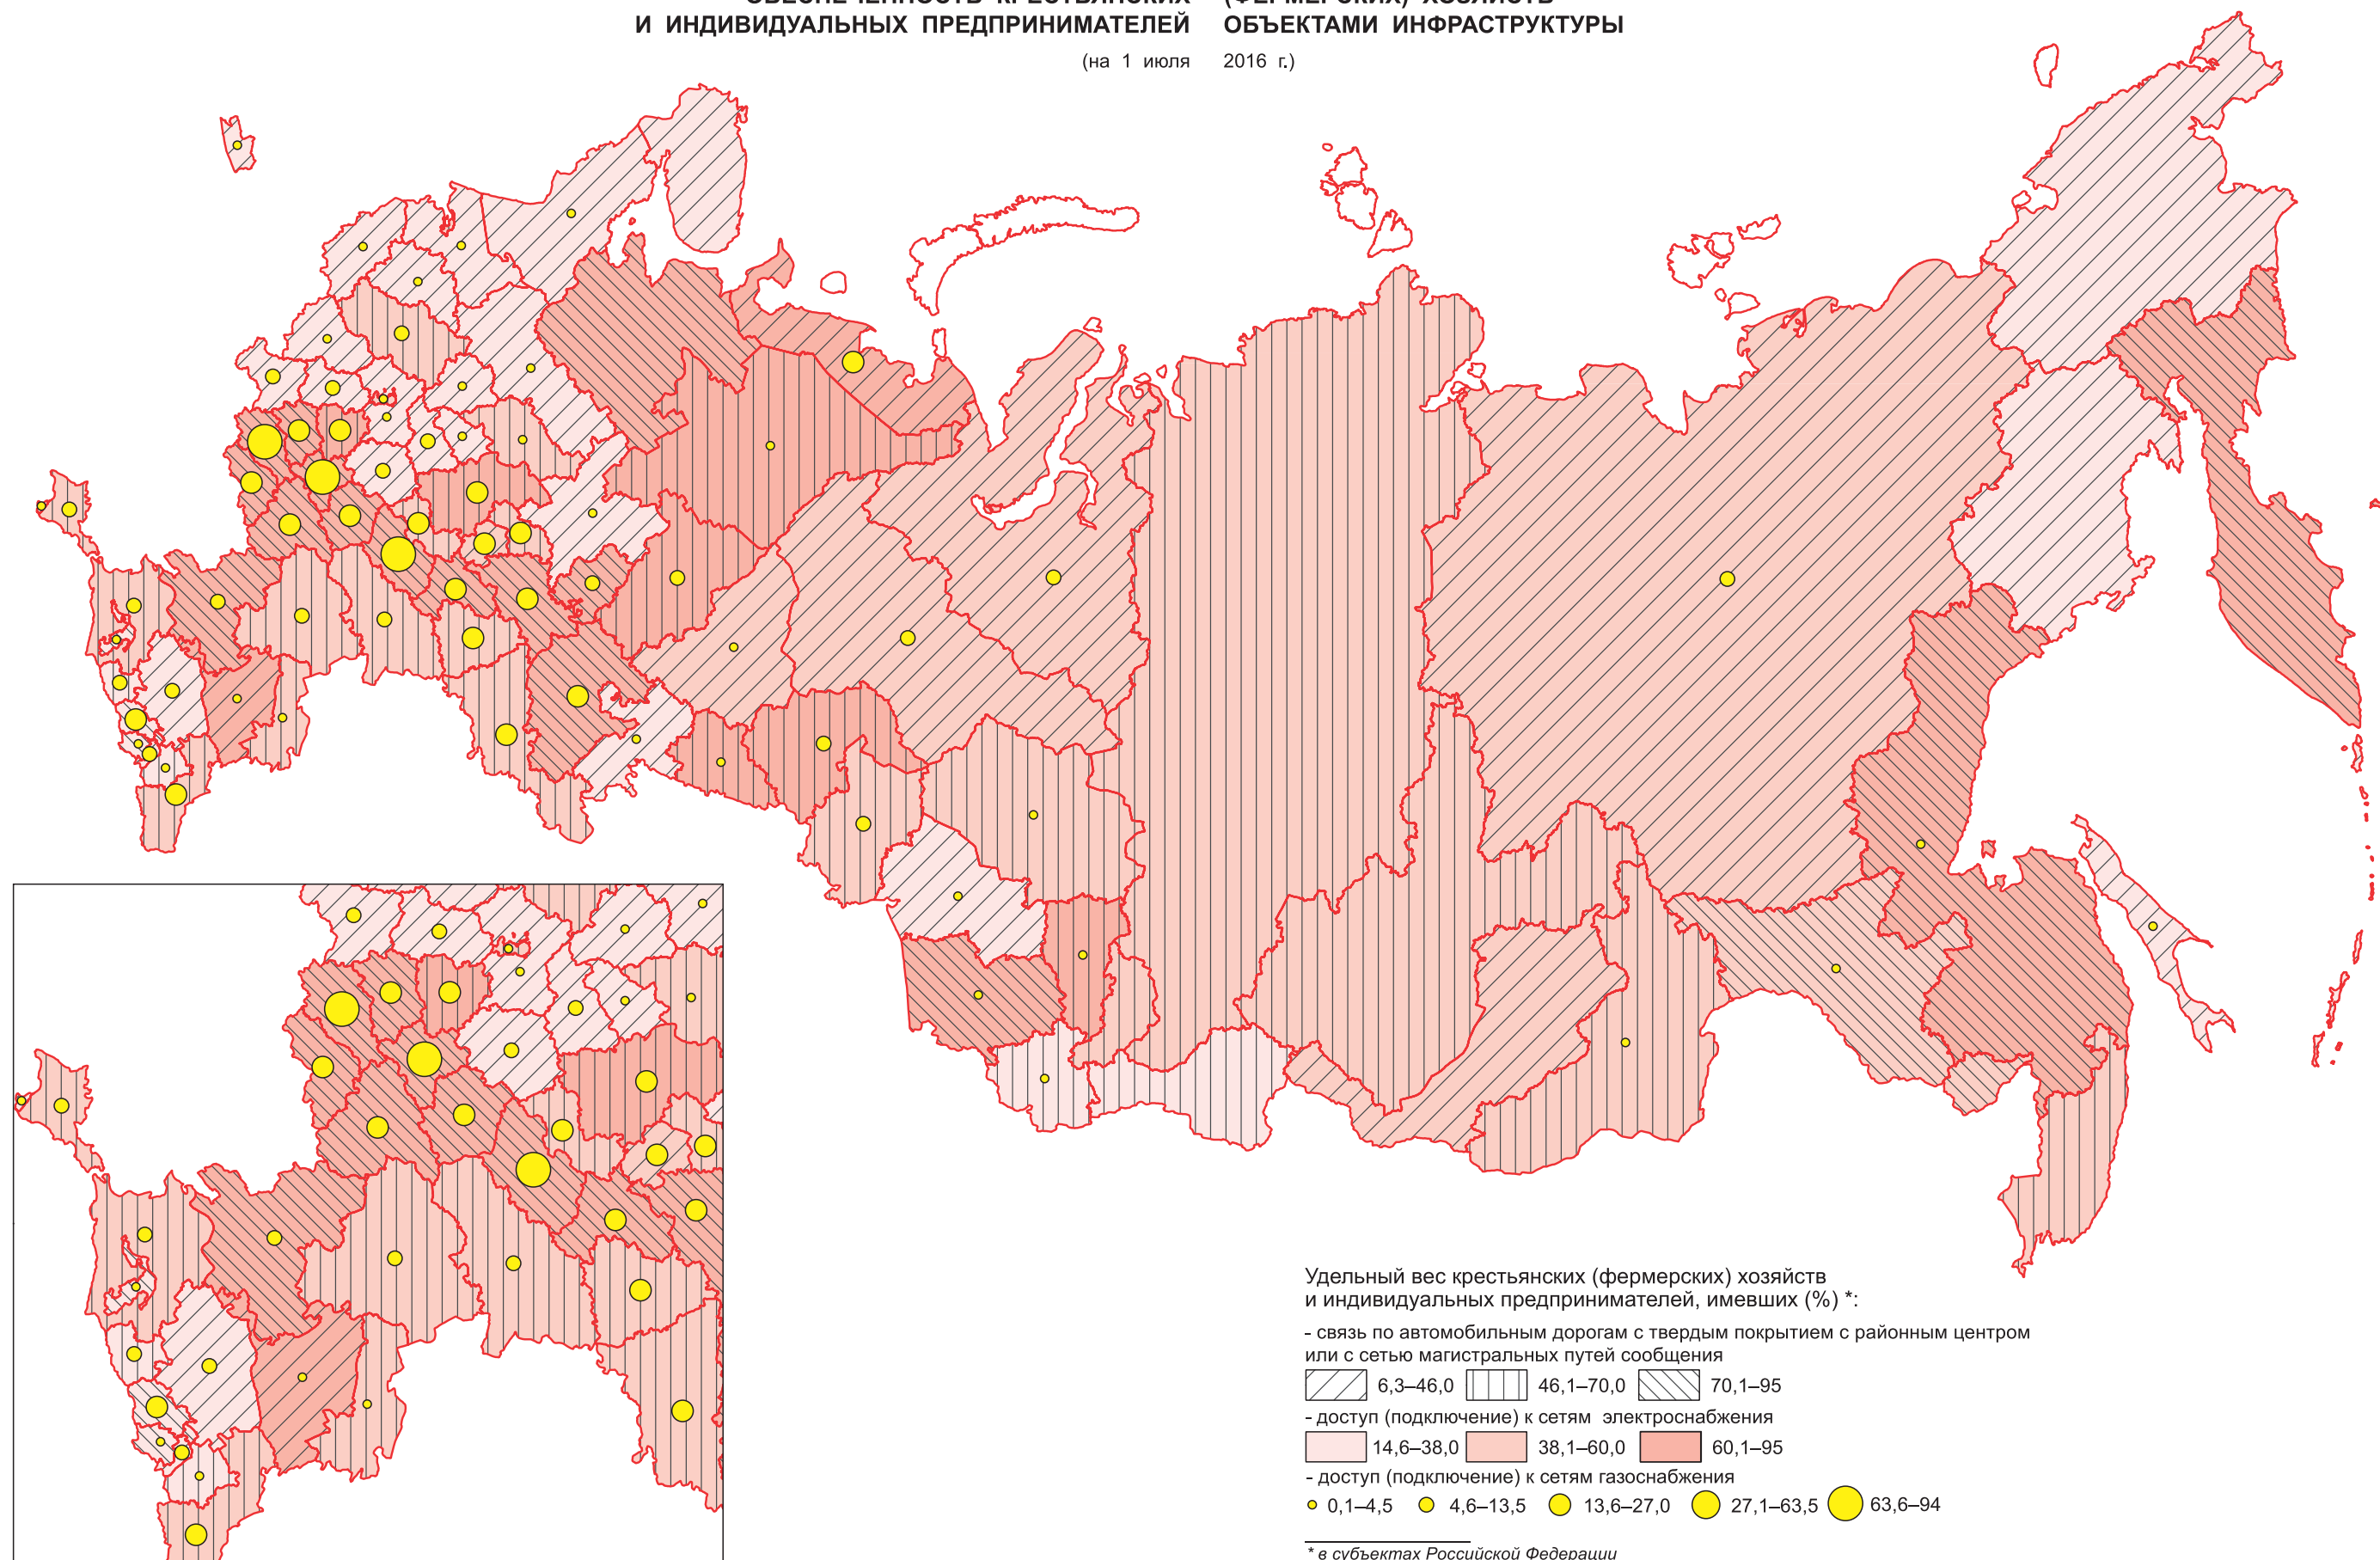 ОБЕСПЕЧЕННОСТЬ КРЕСТЬЯНСКИХ (ФЕРМЕРСКИХ) ХОЗЯЙСТВ
И ИНДИВИДУАЛЬНЫХ ПРЕДПРИНИМАТЕЛЕЙ ОБЪЕКТАМИ ИНФРАСТРУКТУРЫ
(на 1 июля 2016 г.)
Удельный вес крестьянских (фермерских) хозяйств
и индивидуальных предпринимателей, имевших (%) *:
- связь по автомобильным дорогам с твердым покрытием с районным центром
или с сетью магистральных путей сообщения
6,3–46,0 46,1–70,0 70,1–95
- доступ (подключение) к сетям электроснабжения
14,6–38,0 38,1–60,0 60,1–95
- доступ (подключение) к сетям газоснабжения
0,1–4,5 4,6–13,5 13,6–27,0 27,1–63,5 63,6–94
* в субъектах Российской Федерации